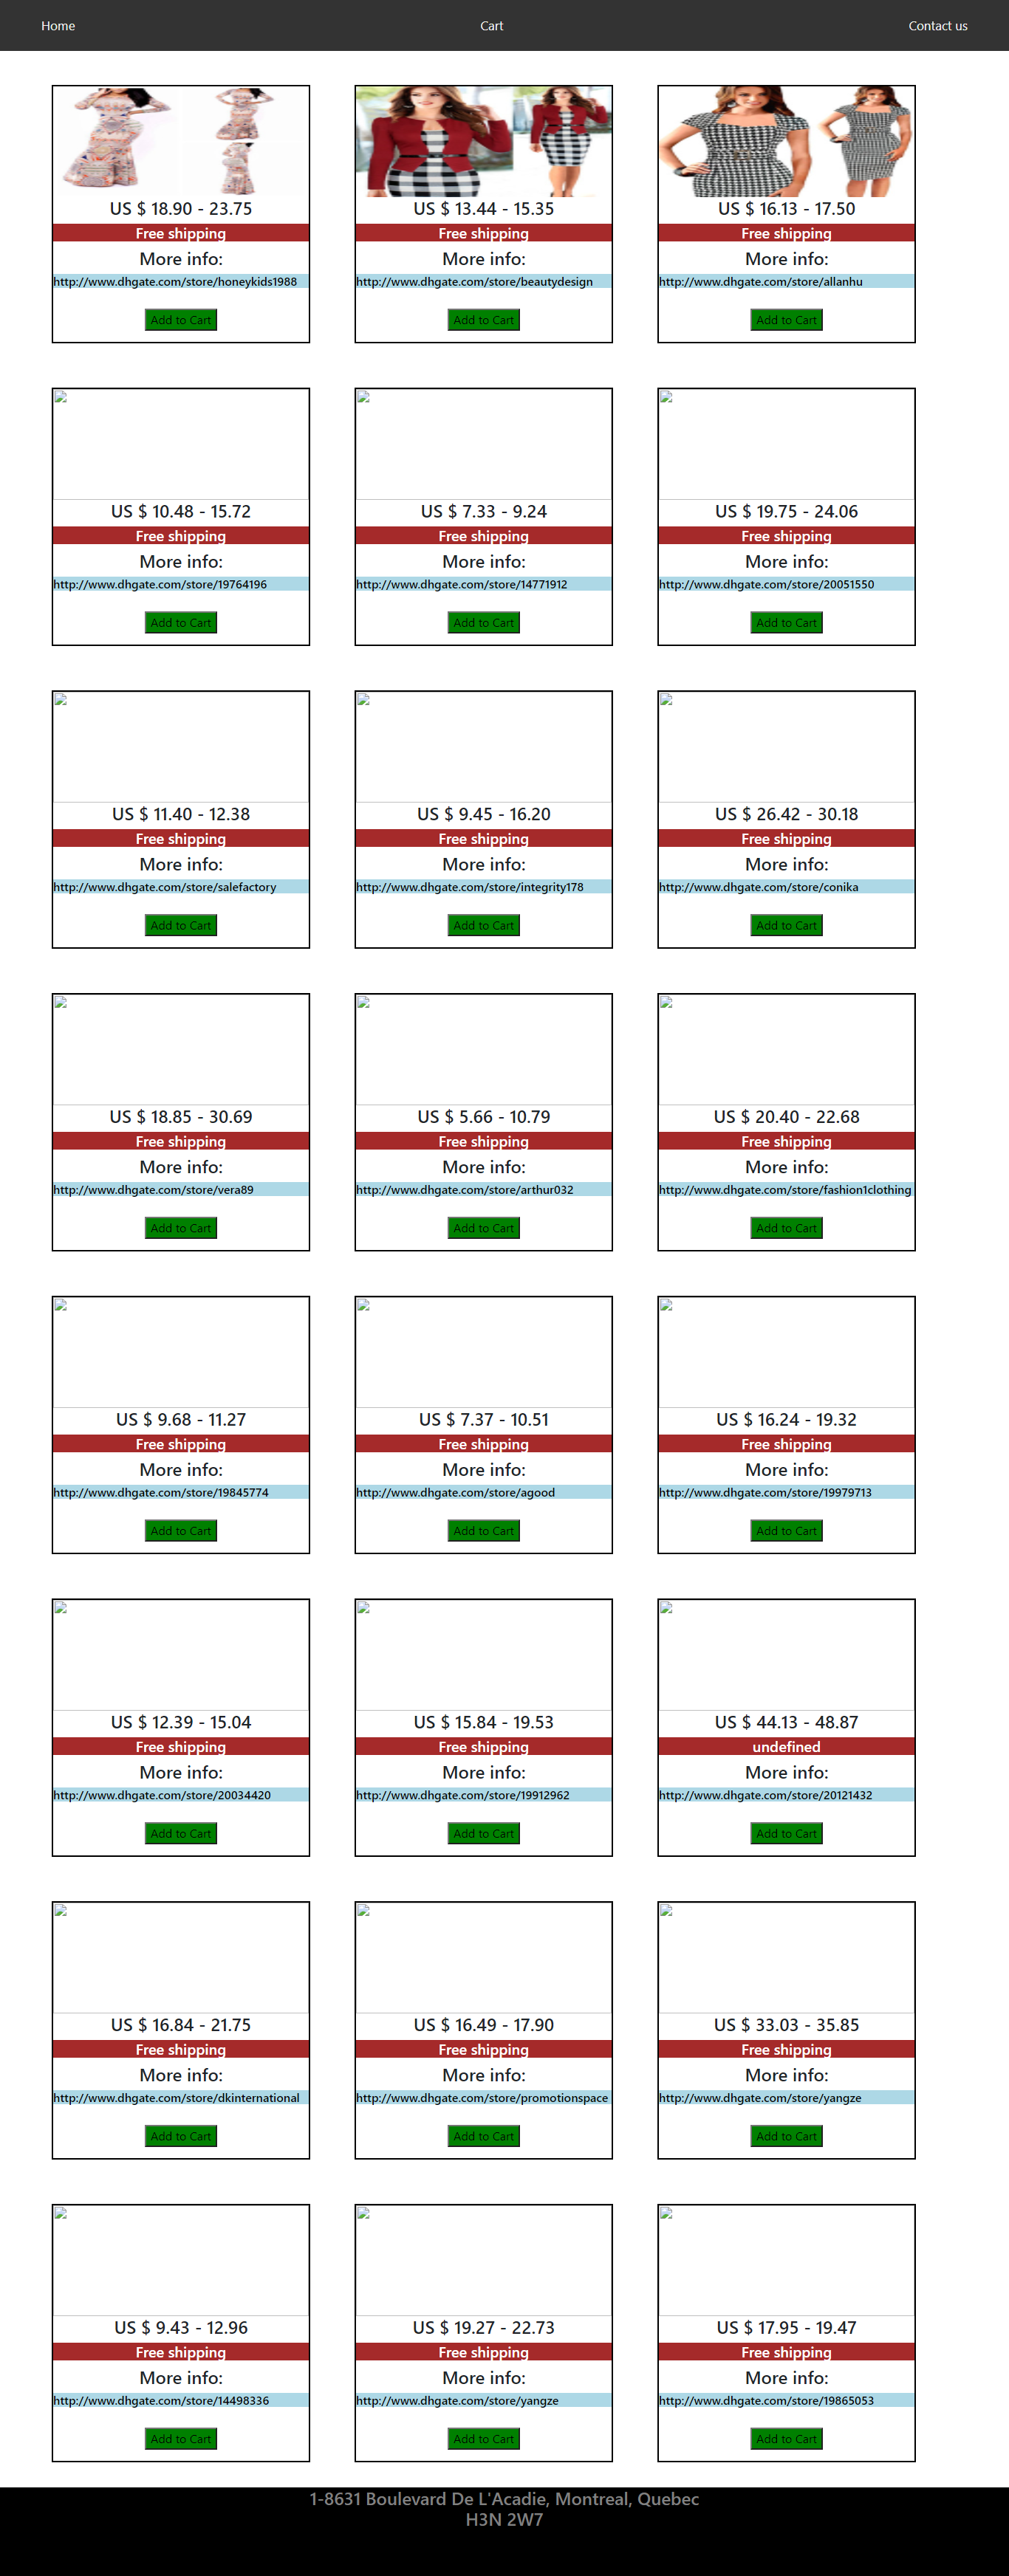 Home Cart Contact us
US $ 18.90 - 23.75 US $ 13.44 - 15.35 US $ 16.13 - 17.50
Free shipping Free shipping Free shipping
More info: More info: More info:
http://www.dhgate.com/store/honeykids1988 http://www.dhgate.com/store/beautydesign http://www.dhgate.com/store/allanhu
Add to Cart Add to Cart Add to Cart
US $ 10.48 - 15.72 US $ 7.33 - 9.24 US $ 19.75 - 24.06
Free shipping Free shipping Free shipping
More info: More info: More info:
http://www.dhgate.com/store/19764196 http://www.dhgate.com/store/14771912 http://www.dhgate.com/store/20051550
Add to Cart Add to Cart Add to Cart
US $ 11.40 - 12.38 US $ 9.45 - 16.20 US $ 26.42 - 30.18
Free shipping Free shipping Free shipping
More info: More info: More info:
http://www.dhgate.com/store/salefactory http://www.dhgate.com/store/integrity178 http://www.dhgate.com/store/conika
Add to Cart Add to Cart Add to Cart
US $ 18.85 - 30.69 US $ 5.66 - 10.79 US $ 20.40 - 22.68
Free shipping Free shipping Free shipping
More info: More info: More info:
http://www.dhgate.com/store/vera89 http://www.dhgate.com/store/arthur032 http://www.dhgate.com/store/fashion1clothing
Add to Cart Add to Cart Add to Cart
US $ 9.68 - 11.27 US $ 7.37 - 10.51 US $ 16.24 - 19.32
Free shipping Free shipping Free shipping
More info: More info: More info:
http://www.dhgate.com/store/19845774 http://www.dhgate.com/store/agood http://www.dhgate.com/store/19979713
Add to Cart Add to Cart Add to Cart
US $ 12.39 - 15.04 US $ 15.84 - 19.53 US $ 44.13 - 48.87
Free shipping Free shipping undefined
More info: More info: More info:
http://www.dhgate.com/store/20034420 http://www.dhgate.com/store/19912962 http://www.dhgate.com/store/20121432
Add to Cart Add to Cart Add to Cart
US $ 16.84 - 21.75 US $ 16.49 - 17.90 US $ 33.03 - 35.85
Free shipping Free shipping Free shipping
More info: More info: More info:
http://www.dhgate.com/store/dkinternational http://www.dhgate.com/store/promotionspace http://www.dhgate.com/store/yangze
Add to Cart Add to Cart Add to Cart
US $ 9.43 - 12.96 US $ 19.27 - 22.73 US $ 17.95 - 19.47
Free shipping Free shipping Free shipping
More info: More info: More info:
http://www.dhgate.com/store/14498336 http://www.dhgate.com/store/yangze http://www.dhgate.com/store/19865053
Add to Cart Add to Cart Add to Cart
1-8631 Boulevard De L'Acadie, Montreal, Quebec
H3N 2W7